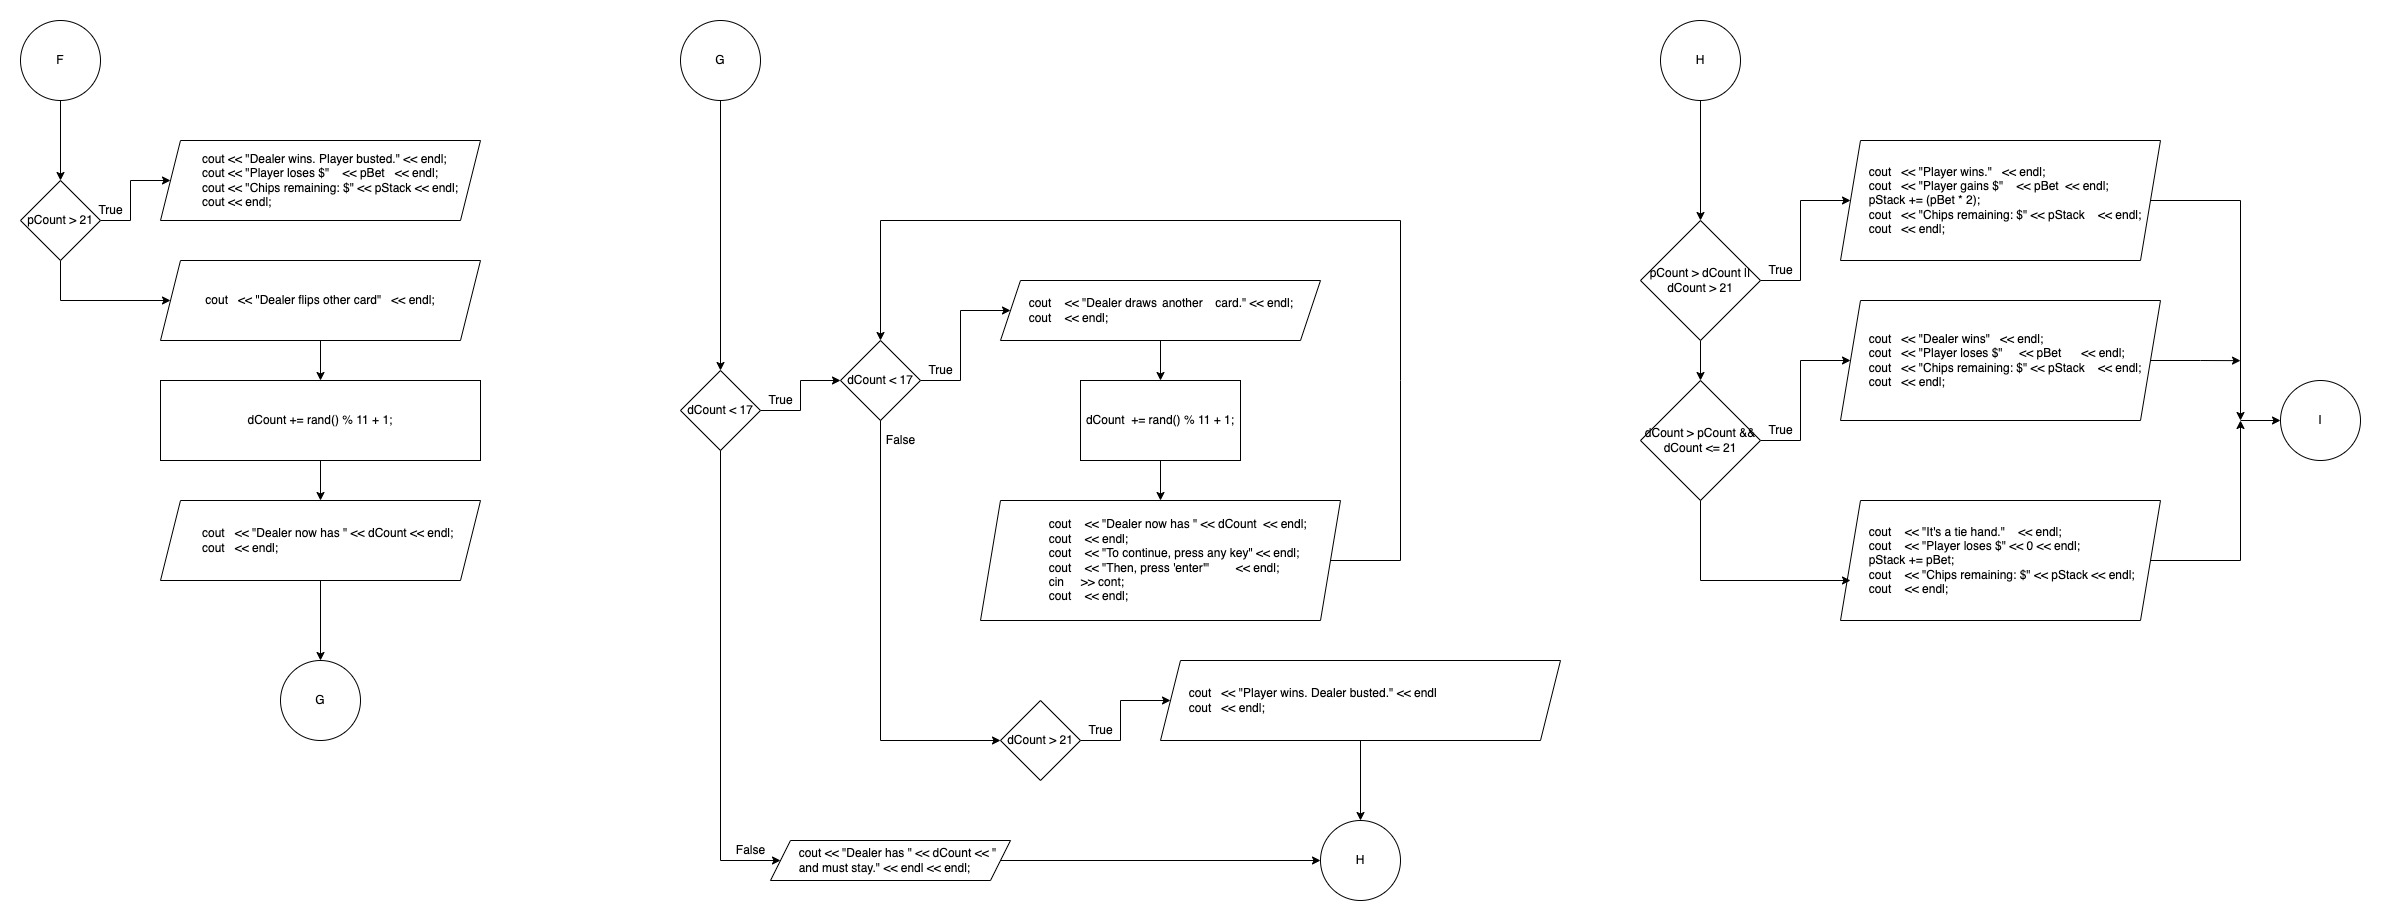 F
pCount > 21
True
cout << "Dealer wins. Player busted." << endl;
cout << "Player loses $" << pBet << endl;
cout << "Chips remaining: $" << pStack << endl;
cout << endl;
cout << "Dealer flips other card" << endl;
dCount += rand() % 11 + 1;
cout << "Dealer now has " << dCount << endl;
cout << endl;
G
G
dCount < 17
True
dCount < 17
True
False
cout << "Dealer draws another card." << endl;
cout << endl;
dCount += rand() % 11 + 1;
cout << "Dealer now has " << dCount << endl;
cout << endl;
cout << "To continue, press any key" << endl;
cout << "Then, press 'enter'" << endl;
cin >> cont;
cout << endl;
dCount > 21
True
cout << "Player wins. Dealer busted." << endl
cout << endl;
False
cout << "Dealer has " << dCount << "
and must stay." << endl << endl;
H
H
pCount > dCount ||
dCount > 21
True
cout << "Player wins." << endl;
cout << "Player gains $" << pBet << endl;
pStack += (pBet * 2);
cout << "Chips remaining: $" << pStack << endl;
cout << endl;
dCount > pCount &&
dCount <= 21
True
cout << "Dealer wins" << endl;
cout << "Player loses $" << pBet << endl;
cout << "Chips remaining: $" << pStack << endl;
cout << endl;
cout << "It's a tie hand." << endl;
cout << "Player loses $" << 0 << endl;
pStack += pBet;
cout << "Chips remaining: $" << pStack << endl;
cout << endl;
I